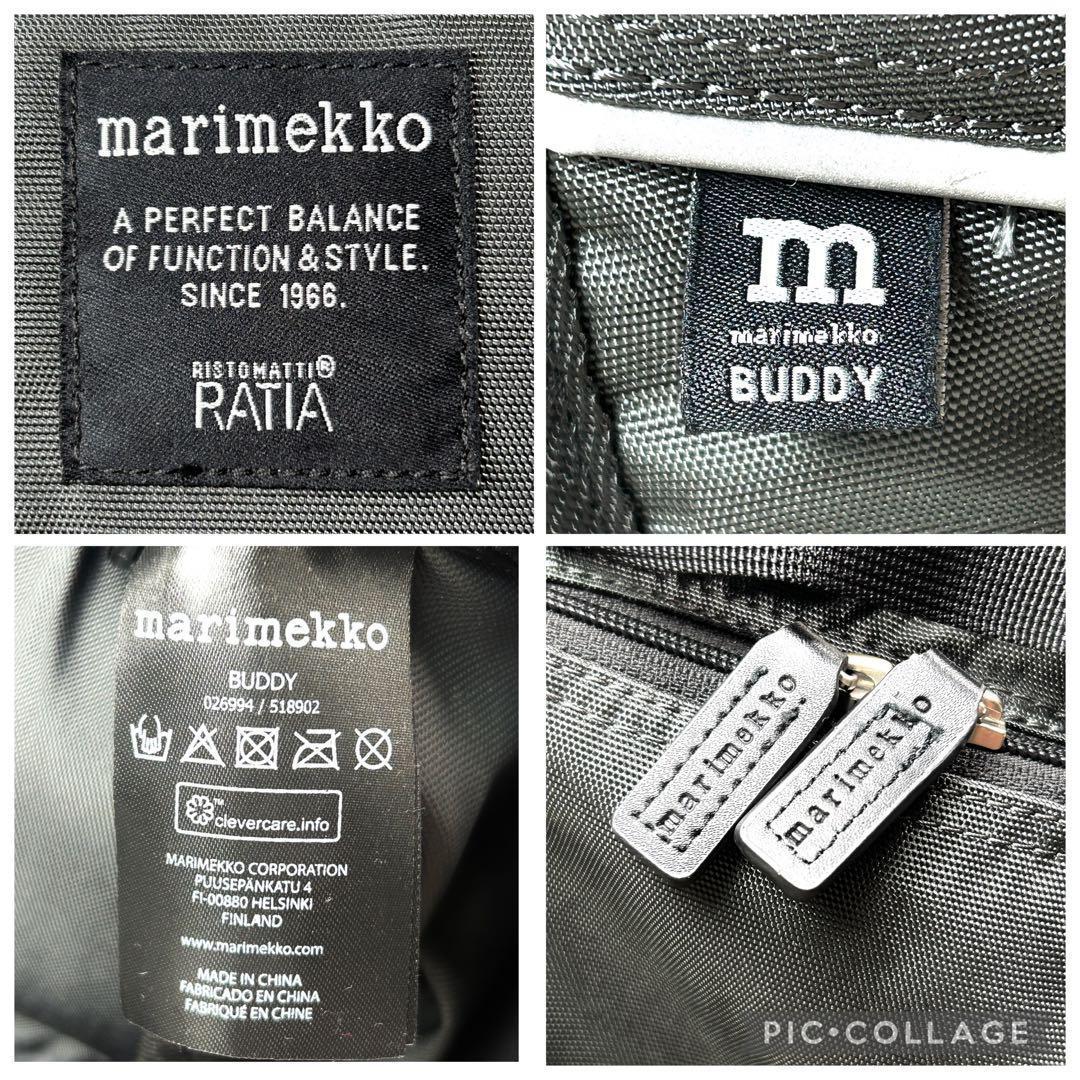 marimekko
A PERFECT BALANCE
OF FUNCTION & STYLE.
SINCE 1966.
RISTOMATTI®
RATIA
m
marimekko
BUDDY
marimekko
BUDDY
026994 / 518902
™
clevercare.info
MARIMEKKO CORPORATION
PUUSEPÄNKATU 4
FI-00880 HELSINKI
FINLAND
www.marimekko.com
MADE IN CHINA
FABRICADO EN CHINA
FABRIQUÉ EN CHINE
marimekko
marimekko
PIC•COLLAGE